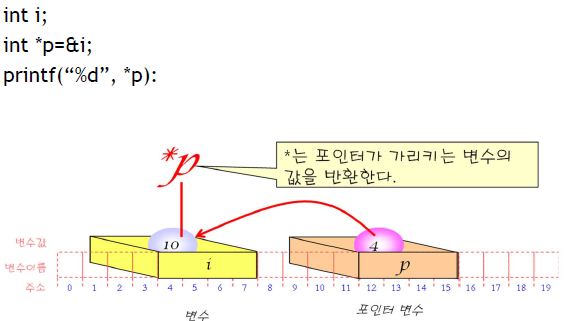 int i;
int *p=&i;
printf(“%d”, *p):
*p
*는 포인터가 가리키는 변수의
값을 반환한다.
변수값
10
4
변수이름
i
p
주소
0 1 2 3 4 5 6 7 8 9 10 11 12 13 14 15 16 17 18 19
변수
포인터 변수